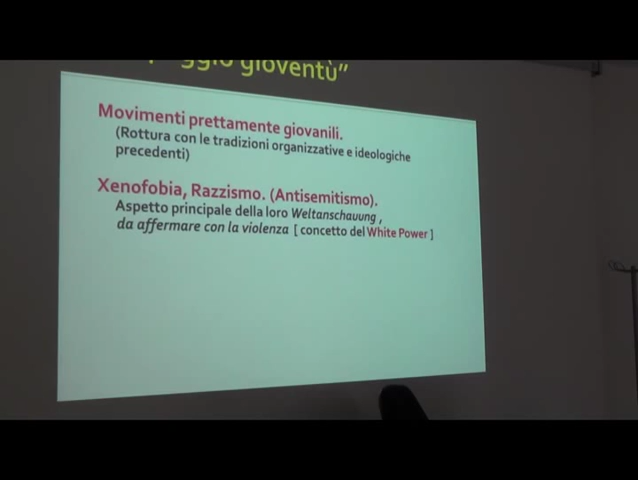 gioventù"
Movimenti prettamente giovanili.
(Rottura con le tradizioni organizzative e ideologiche
precedenti)
Xenofobia, Razzismo. (Antisemitismo).
Aspetto principale della loro Weltanschauung ,
da affermare con la violenza [ concetto del White Power ]